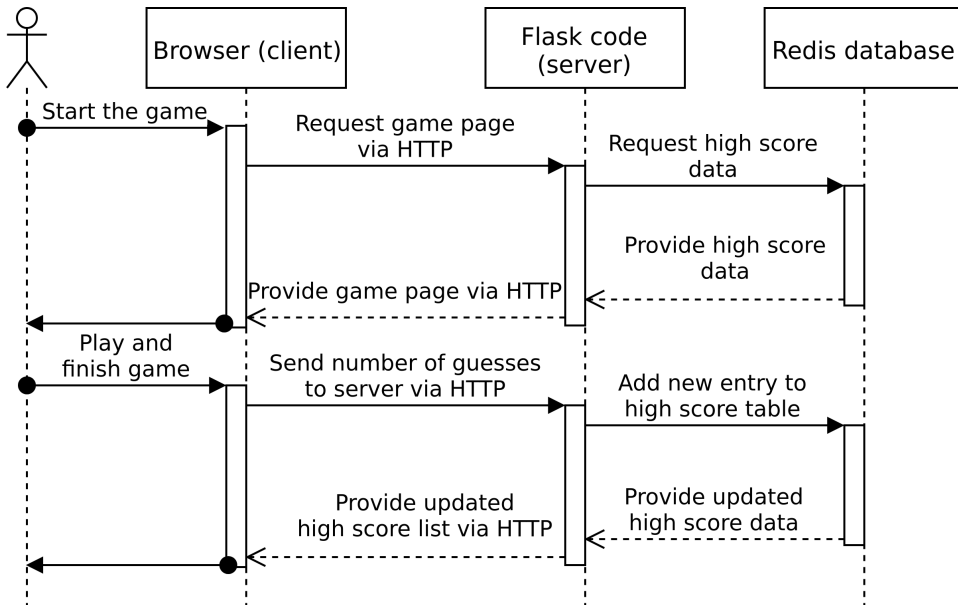 Browser (client)
Flask code
(server)
Redis database
Start the game
Request game page
via HTTP
Request high score
data
Provide high score
data
Provide game page via HTTP
Play and
finish game
Send number of guesses
to server via HTTP
Add new entry to
high score table
Provide updated
high score list via HTTP
Provide updated
high score data